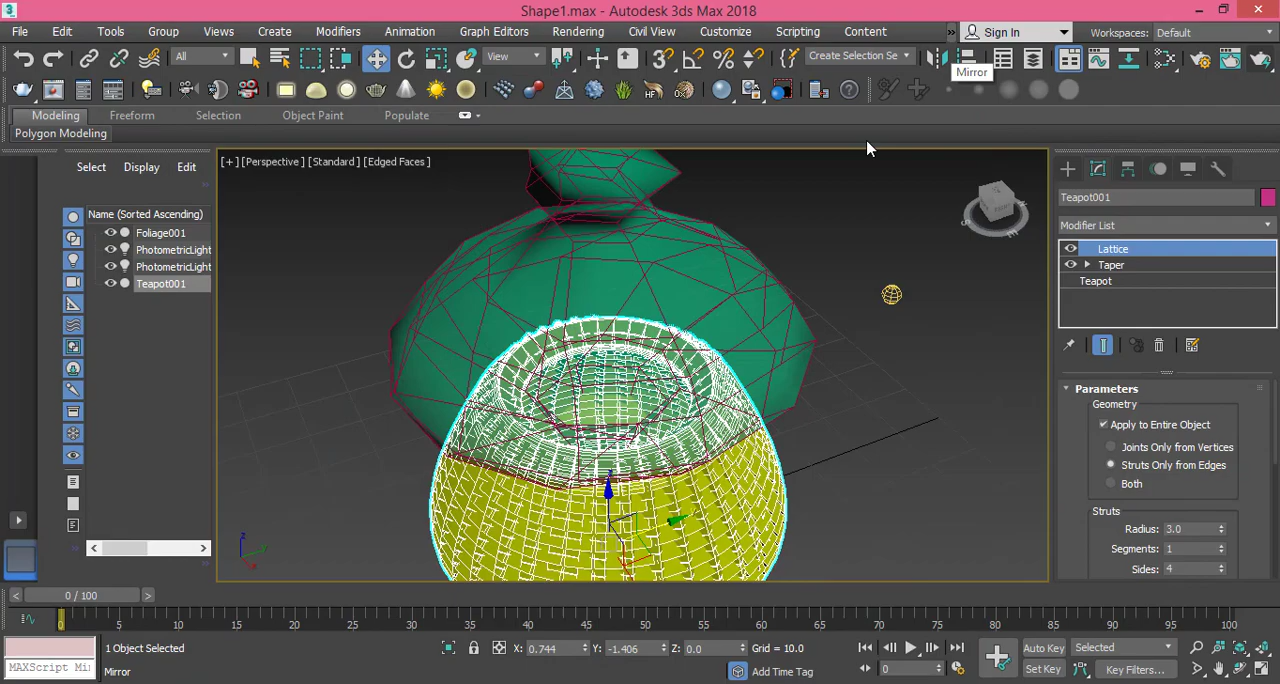 Shape1.max - Autodesk 3ds Max 2018
File Edit Tools Group Views Create Modifiers Animation Graph Editors Rendering Civil View Customize Scripting Content » Sign In Workspaces: Default
All View 3 Create Selection Se Mirror
Modeling Freeform Selection Object Paint Populate
Polygon Modeling
Select Display Edit
[+] [Perspective] [Standard] [Edged Faces]
Name (Sorted Ascending)
Foliage001
PhotometricLight
PhotometricLight
Teapot001
Teapot001
Modifier List
Lattice
Taper
Teapot
Parameters
Geometry
Apply to Entire Object
Joints Only from Vertices
Struts Only from Edges
Both
Struts
Radius: 3.0
Segments: 1
Sides: 4
0 / 100
0 5 10 15 20 25 30 35 40 45 50 55 60 65 70 75 80 85 90 95 100
1 Object Selected X: 0.744 Y: -1.406 Z: 0.0 Grid = 10.0 Auto Key Selected
MAXScript Mi Mirror Add Time Tag 0 Set Key Key Filters...